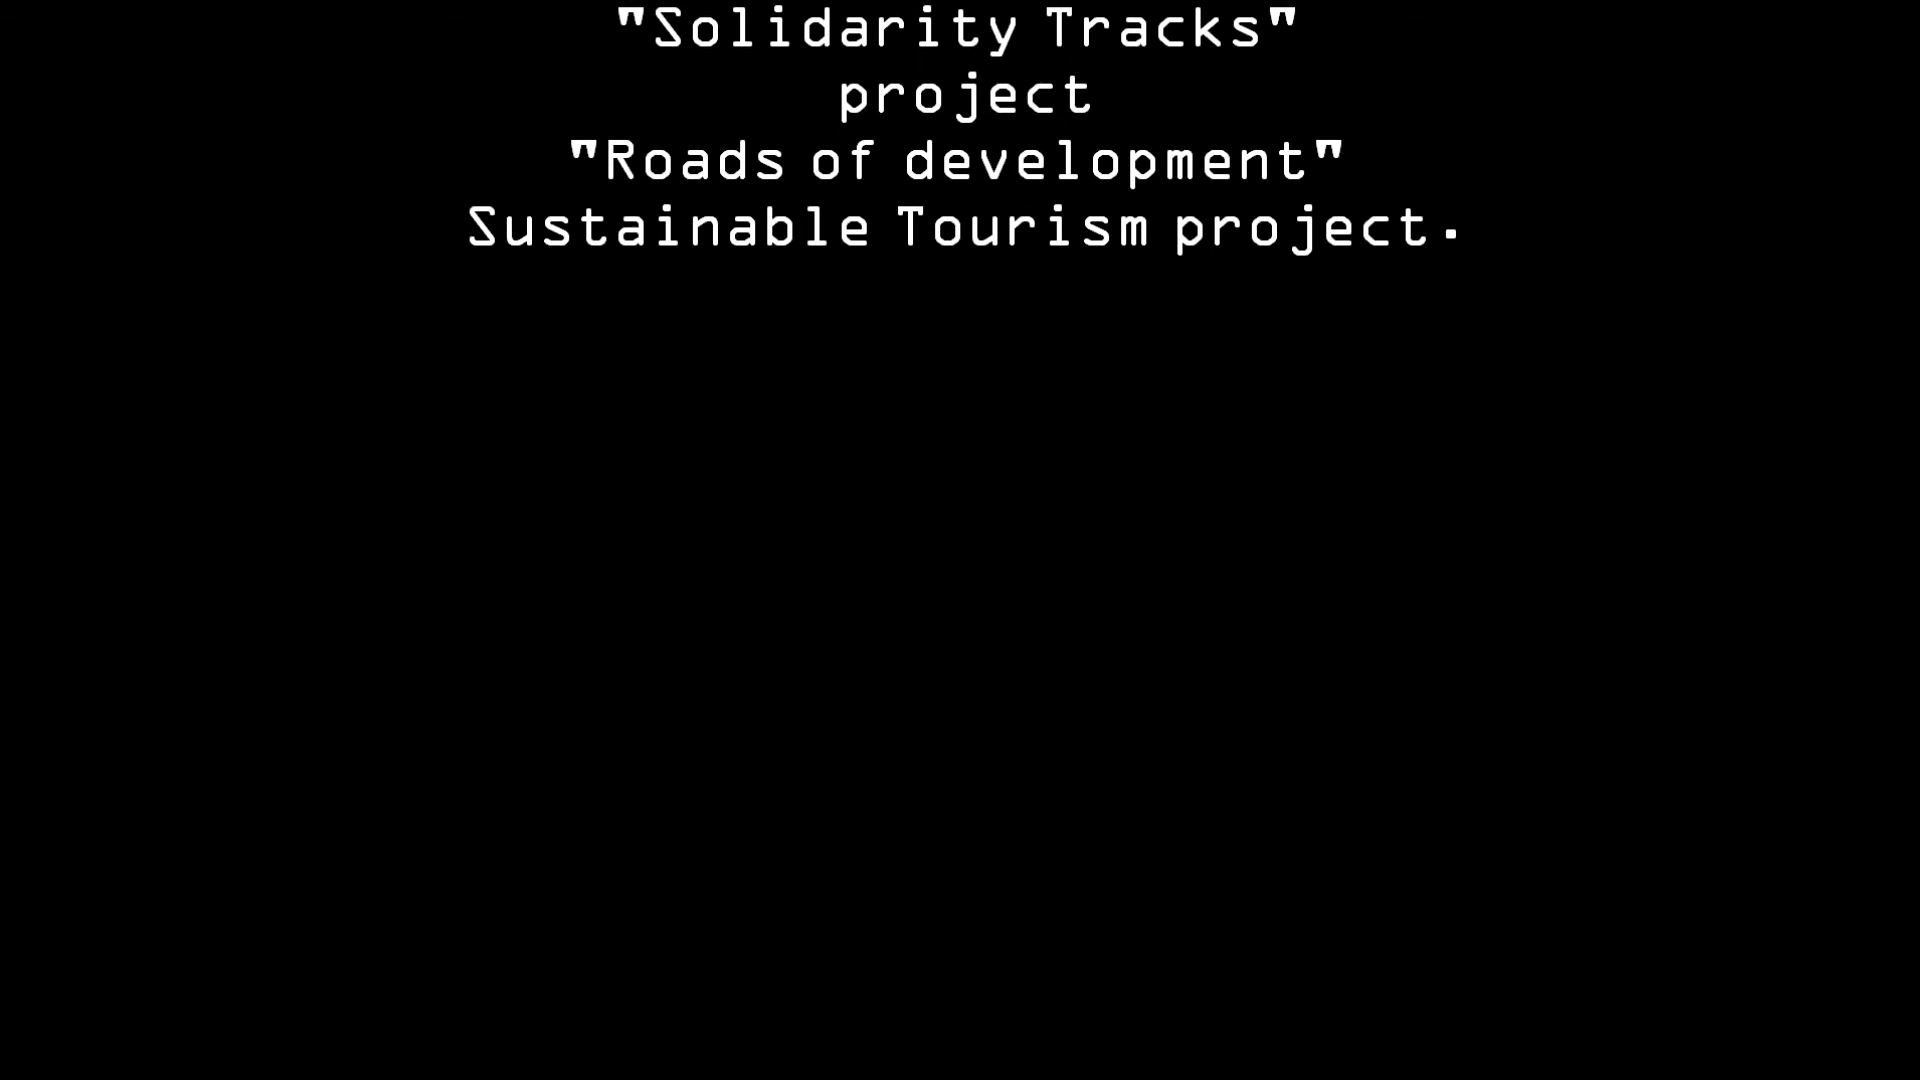 "Solidarity Tracks"
project
"Roads of development"
Sustainable Tourism project.